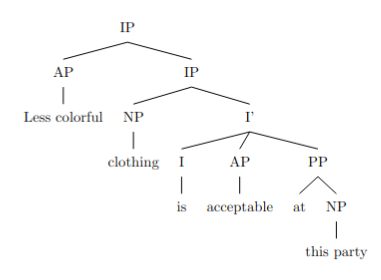 IP
AP IP
Less colorful NP I'
clothing I AP PP
is acceptable at NP
this party